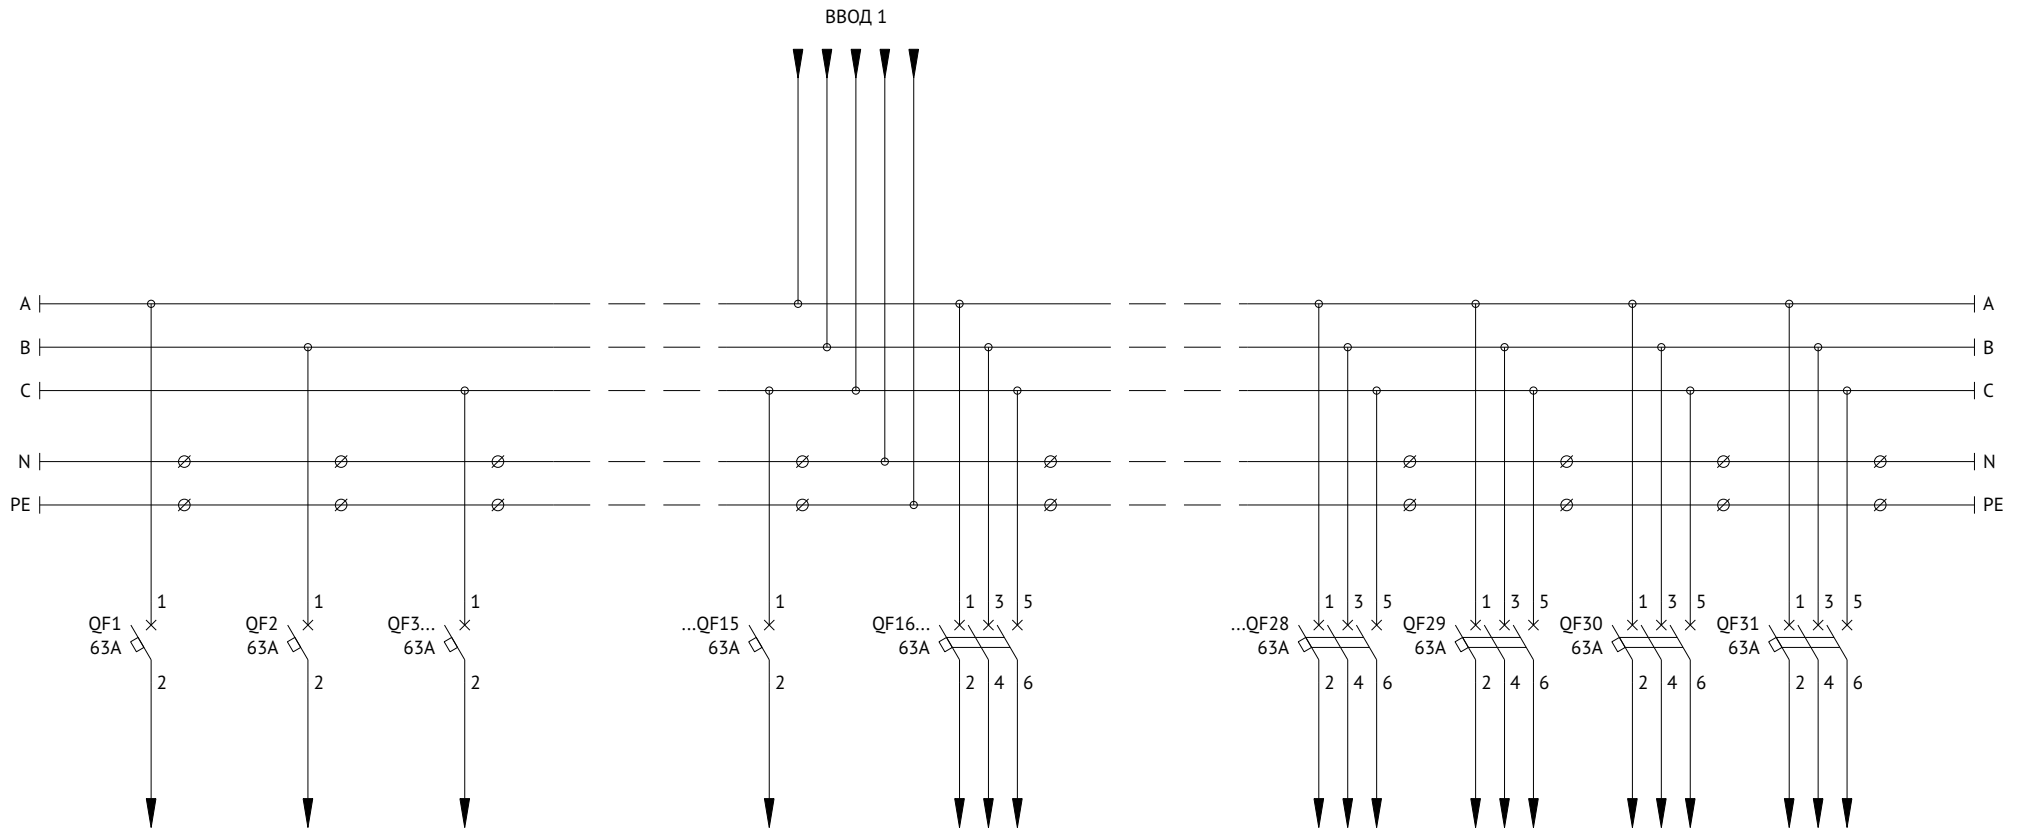 ВВОД 1
A A
B B
C C
N N
PE PE
1 1 1 1 1 3 5 1 3 5 1 3 5 1 3 5 1 3 5
QF1 QF2 QF3... ...QF15 QF16... ...QF28 QF29 QF30 QF31
63A 63A 63A 63A 63A 63A 63A 63A 63A
2 2 2 2 2 4 6 2 4 6 2 4 6 2 4 6 2 4 6